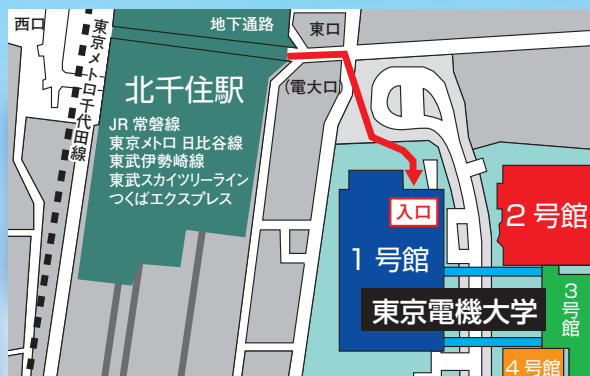 西口
東京メトロ千代田線
地下通路
東口
(電大口)
北千住駅
JR 常磐線
東京メトロ 日比谷線
東武伊勢崎線
東武スカイツリーライン
つくばエクスプレス
入口
1 号館
2 号館
東京電機大学
3号館
4 号館